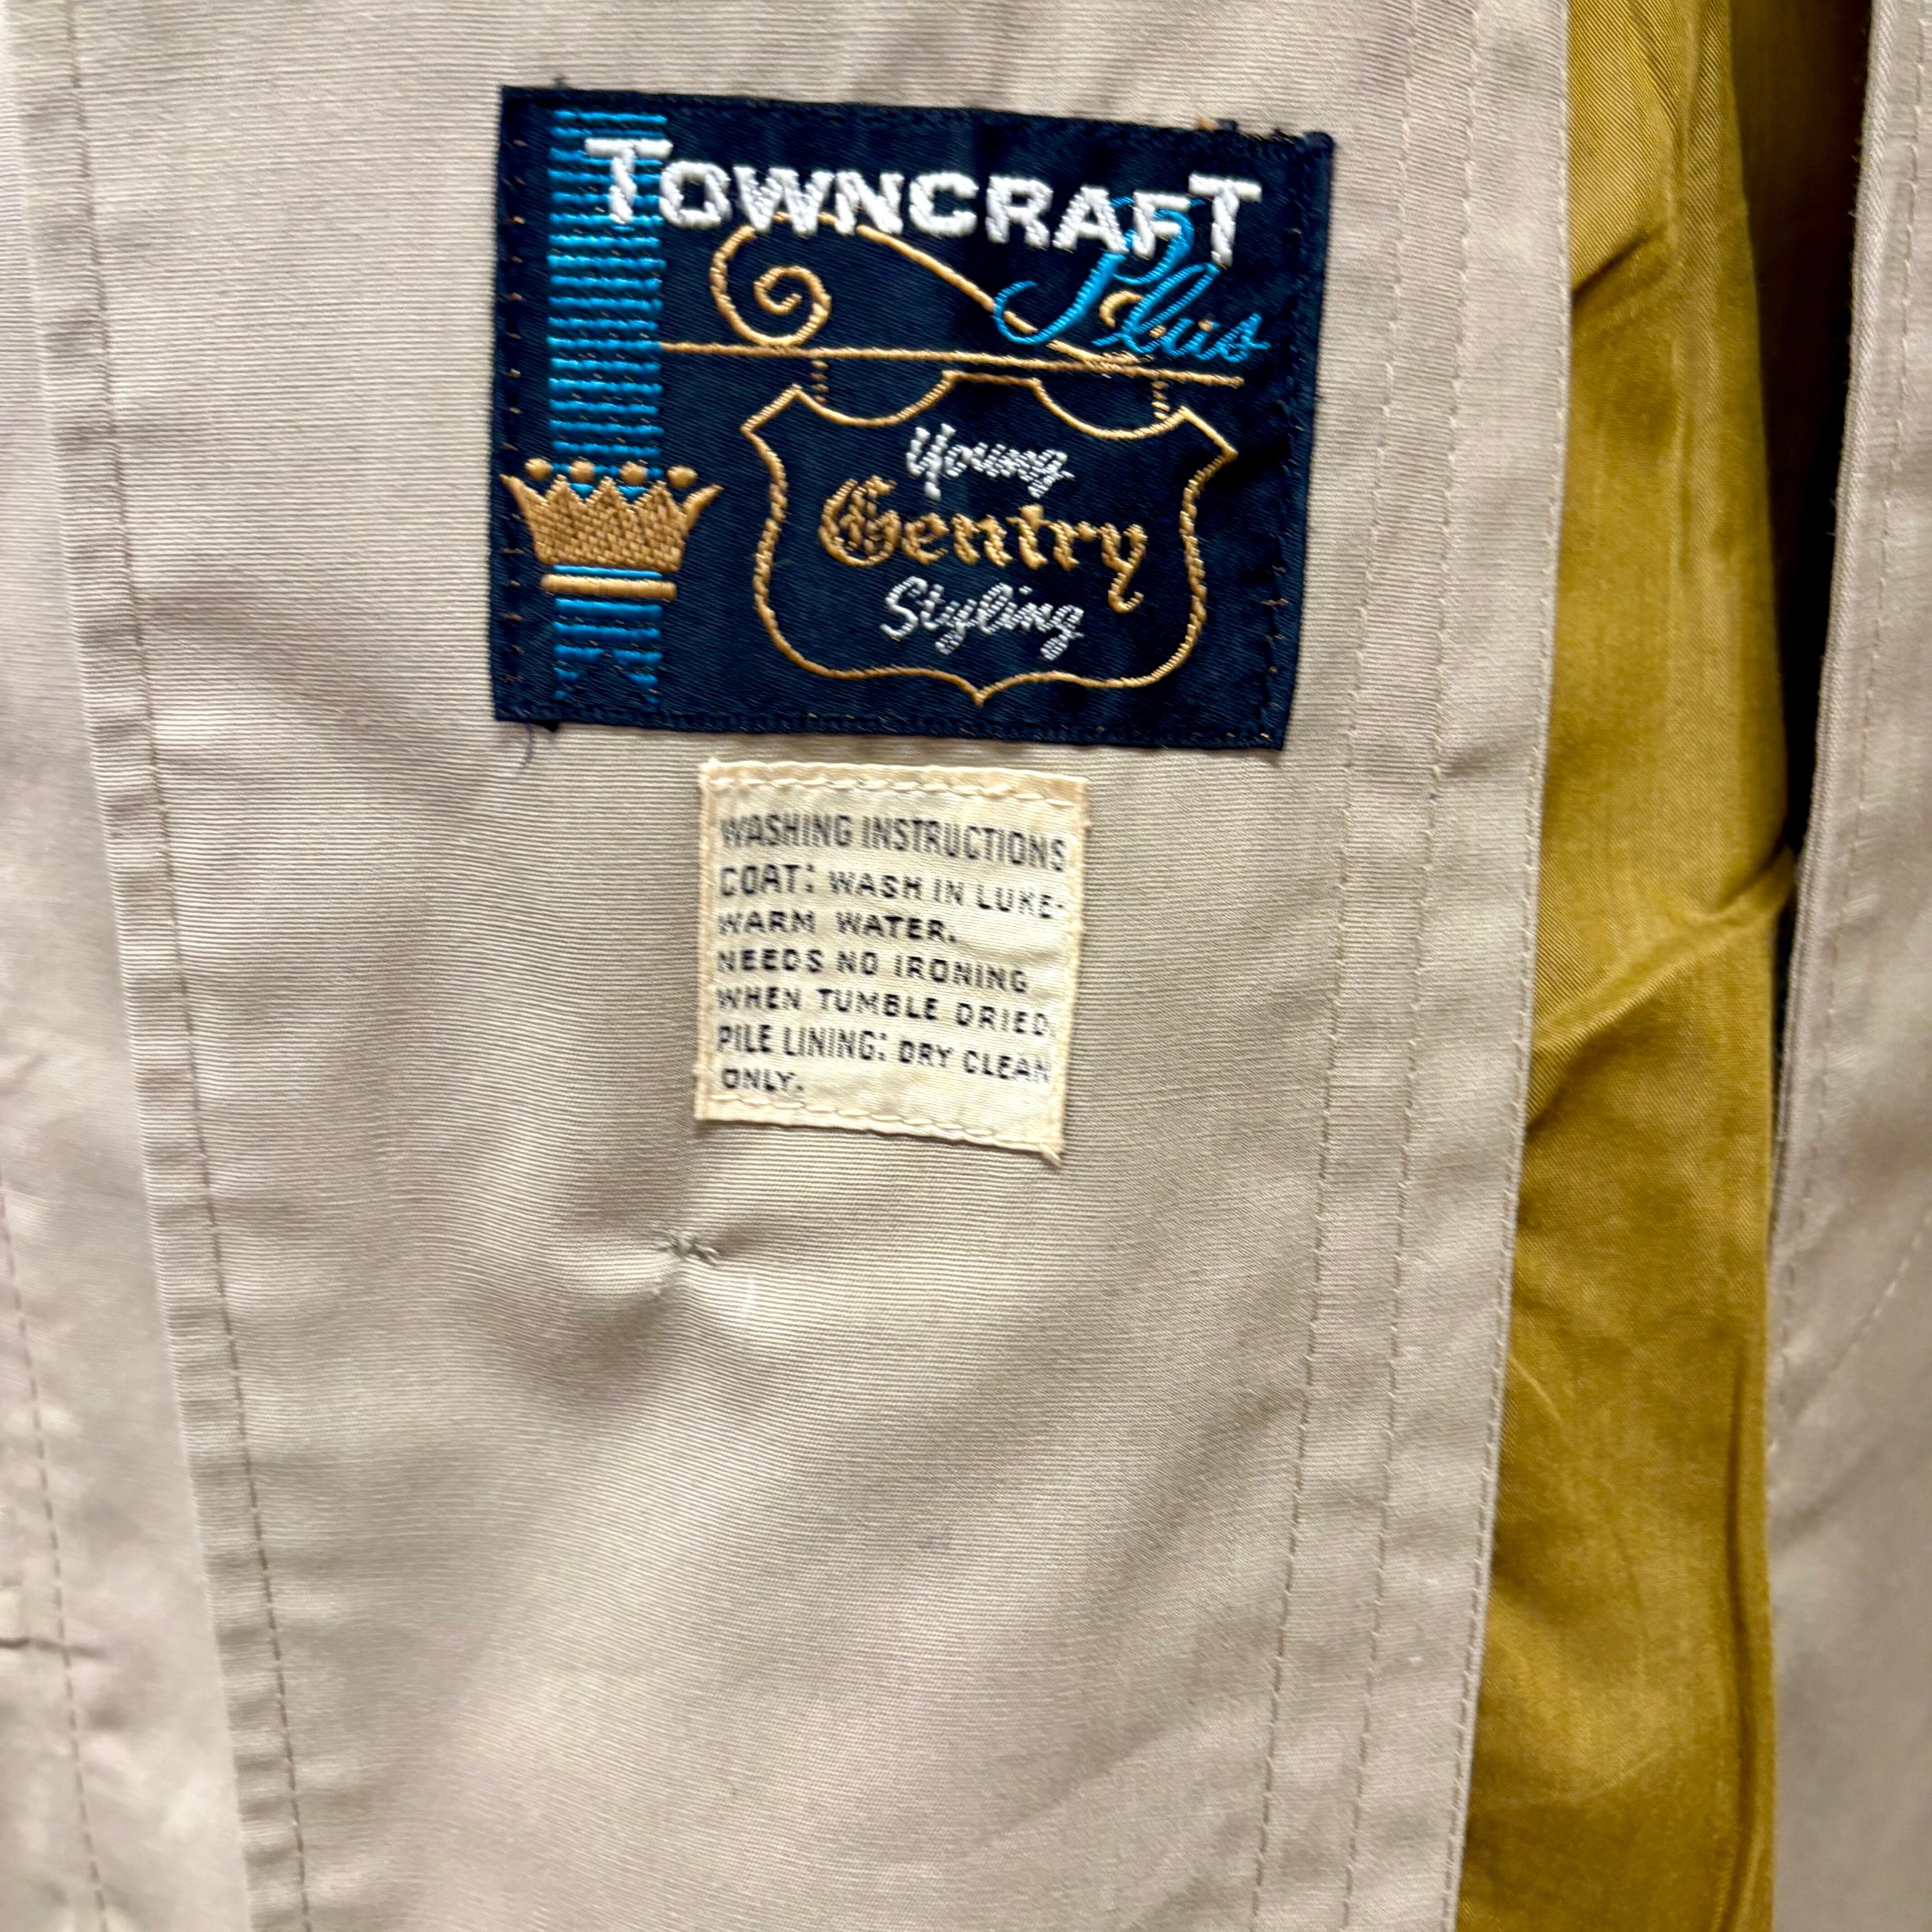 TOWNCRAFT
Plus
Young
Gentry
Styling
WASHING INSTRUCTIONS
COAT: WASH IN LUKE-
WARM WATER.
NEEDS NO IRONING
WHEN TUMBLE DRIED.
PILE LINING: DRY CLEAN
ONLY.